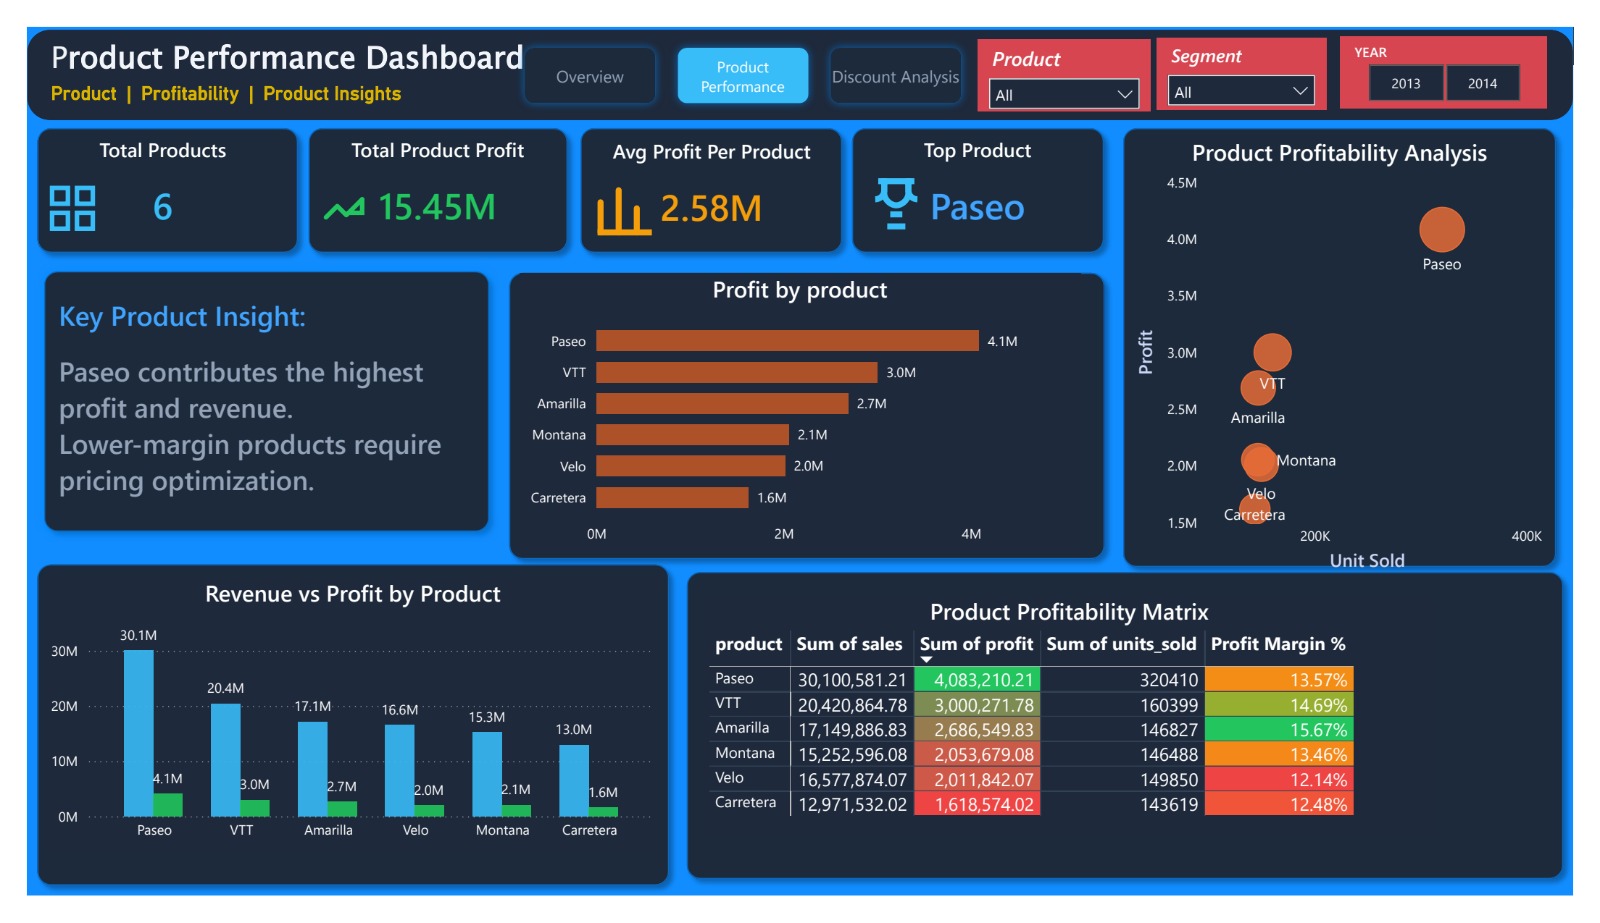 Product Performance Dashboard
Product | Profitability | Product Insights
Overview
Product
Performance
Discount Analysis
Product
All
Segment
All
YEAR
2013
2014
Total Products
6
Total Product Profit
15.45M
Avg Profit Per Product
2.58M
Top Product
Paseo
Product Profitability Analysis
4.5M
4.0M
3.5M
3.0M
2.5M
2.0M
1.5M
Profit
Paseo
VTT
Amarilla
Montana
Velo
Carretera
200K
400K
Unit Sold
Key Product Insight:
Paseo contributes the highest
profit and revenue.
Lower-margin products require
pricing optimization.
Profit by product
Paseo 4.1M
VTT 3.0M
Amarilla 2.7M
Montana 2.1M
Velo 2.0M
Carretera 1.6M
0M 2M 4M
Revenue vs Profit by Product
30M
20M
10M
0M
30.1M
4.1M
20.4M
3.0M
17.1M
2.7M
16.6M
2.0M
15.3M
2.1M
13.0M
1.6M
Paseo VTT Amarilla Velo Montana Carretera
Product Profitability Matrix
product Sum of sales Sum of profit Sum of units_sold Profit Margin %
Paseo 30,100,581.21 4,083,210.21 320410 13.57%
VTT 20,420,864.78 3,000,271.78 160399 14.69%
Amarilla 17,149,886.83 2,686,549.83 146827 15.67%
Montana 15,252,596.08 2,053,679.08 146488 13.46%
Velo 16,577,874.07 2,011,842.07 149850 12.14%
Carretera 12,971,532.02 1,618,574.02 143619 12.48%